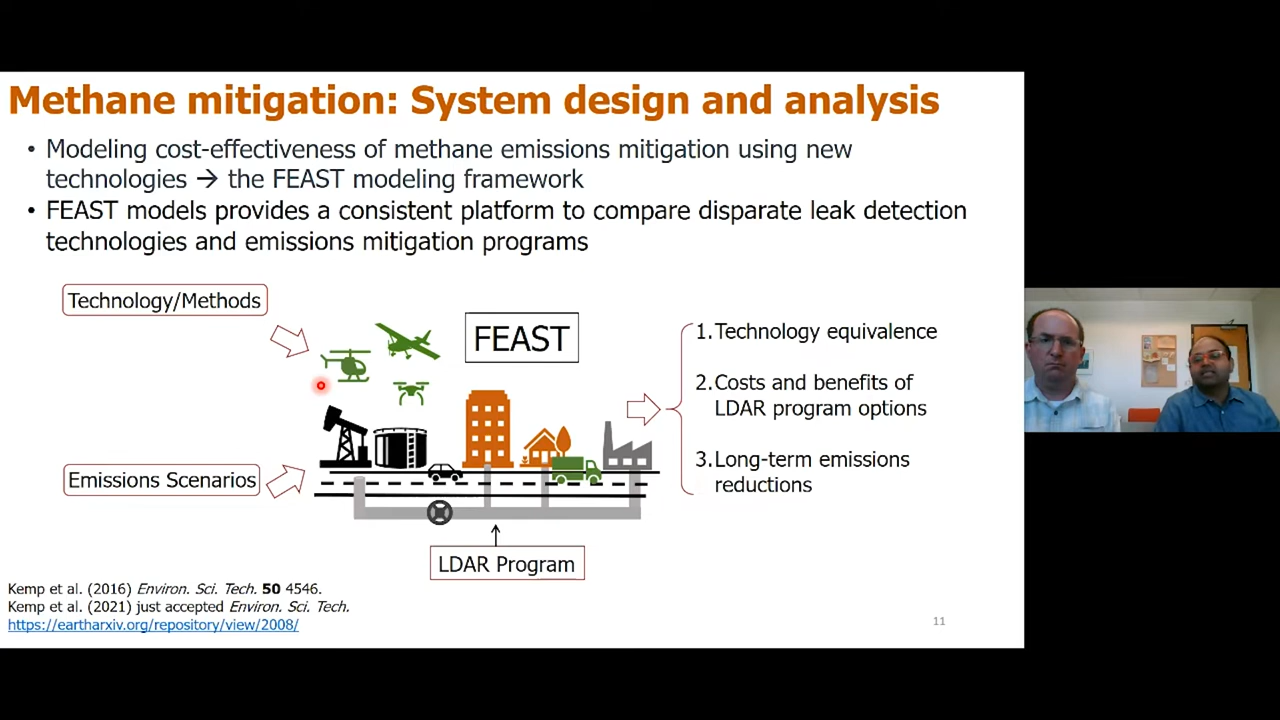 Methane mitigation: System design and analysis
• Modeling cost-effectiveness of methane emissions mitigation using new
technologies → the FEAST modeling framework
• FEAST models provides a consistent platform to compare disparate leak detection
technologies and emissions mitigation programs
Technology/Methods
FEAST
Emissions Scenarios
LDAR Program
1. Technology equivalence
2. Costs and benefits of
LDAR program options
3. Long-term emissions
reductions
Kemp et al. (2016) Environ. Sci. Tech. 50 4546.
Kemp et al. (2021) just accepted Environ. Sci. Tech.
https://eartharxiv.org/repository/view/2008/
11